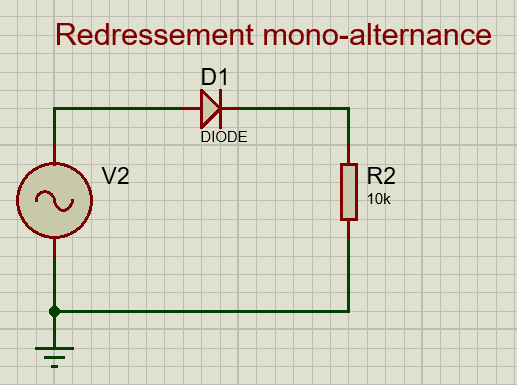 Redressement mono-alternance
D1
DIODE
V2
R2
10k